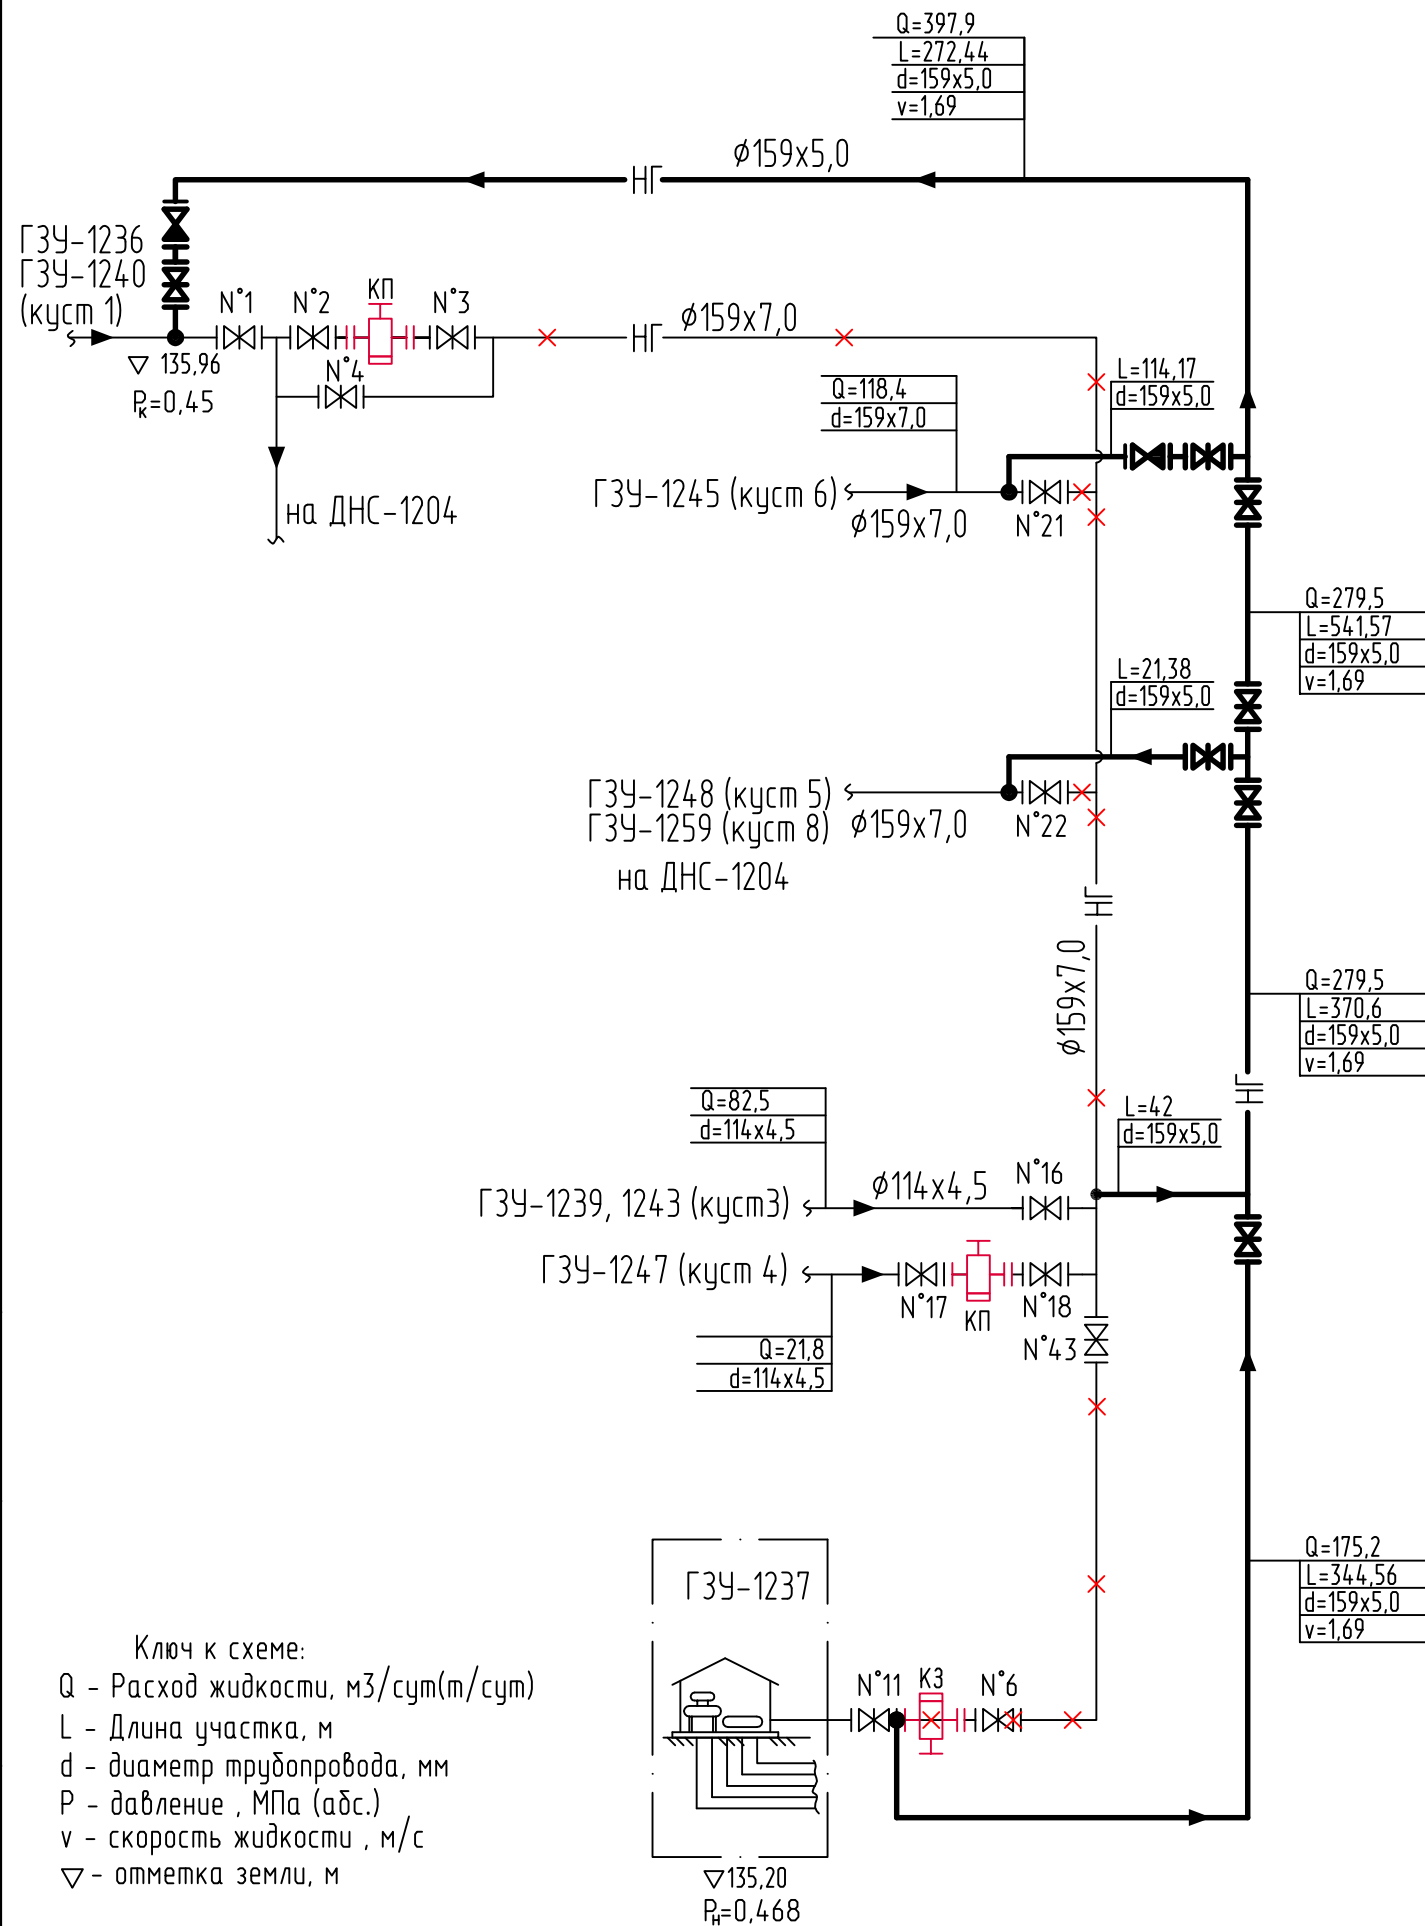 Q=397,9
L=272,44
d=159x5,0
v=1,69
ϕ159x5,0
НГ
ГЗУ-1236
ГЗУ-1240
(куст 1)
N°1
N°2
КП
N°3
НГ
ϕ159x7,0
▽ 135,96
Pк=0,45
N°4
Q=118,4
d=159x7,0
L=114,17
d=159x5,0
ГЗУ-1245 (куст 6)
ϕ159x7,0
N°21
на ДНС-1204
Q=279,5
L=541,57
d=159x5,0
v=1,69
L=21,38
d=159x5,0
ГЗУ-1248 (куст 5)
ГЗУ-1259 (куст 8)
ϕ159x7,0
N°22
на ДНС-1204
НГ
ϕ159x7,0
Q=279,5
L=370,6
d=159x5,0
v=1,69
НГ
Q=82,5
d=114x4,5
L=42
d=159x5,0
ГЗУ-1239, 1243 (куст3)
ϕ114x4,5
N°16
ГЗУ-1247 (куст 4)
N°17
КП
N°18
N°43
Q=21,8
d=114x4,5
Q=175,2
L=344,56
d=159x5,0
v=1,69
ГЗУ-1237
N°11
КЗ
N°6
▽135,20
Pн=0,468
Ключ к схеме:
Q - Расход жидкости, м3/сут(т/сут)
L - Длина участка, м
d - диаметр трубопровода, мм
P - давление , МПа (абс.)
v - скорость жидкости , м/с
▽ - отметка земли, м